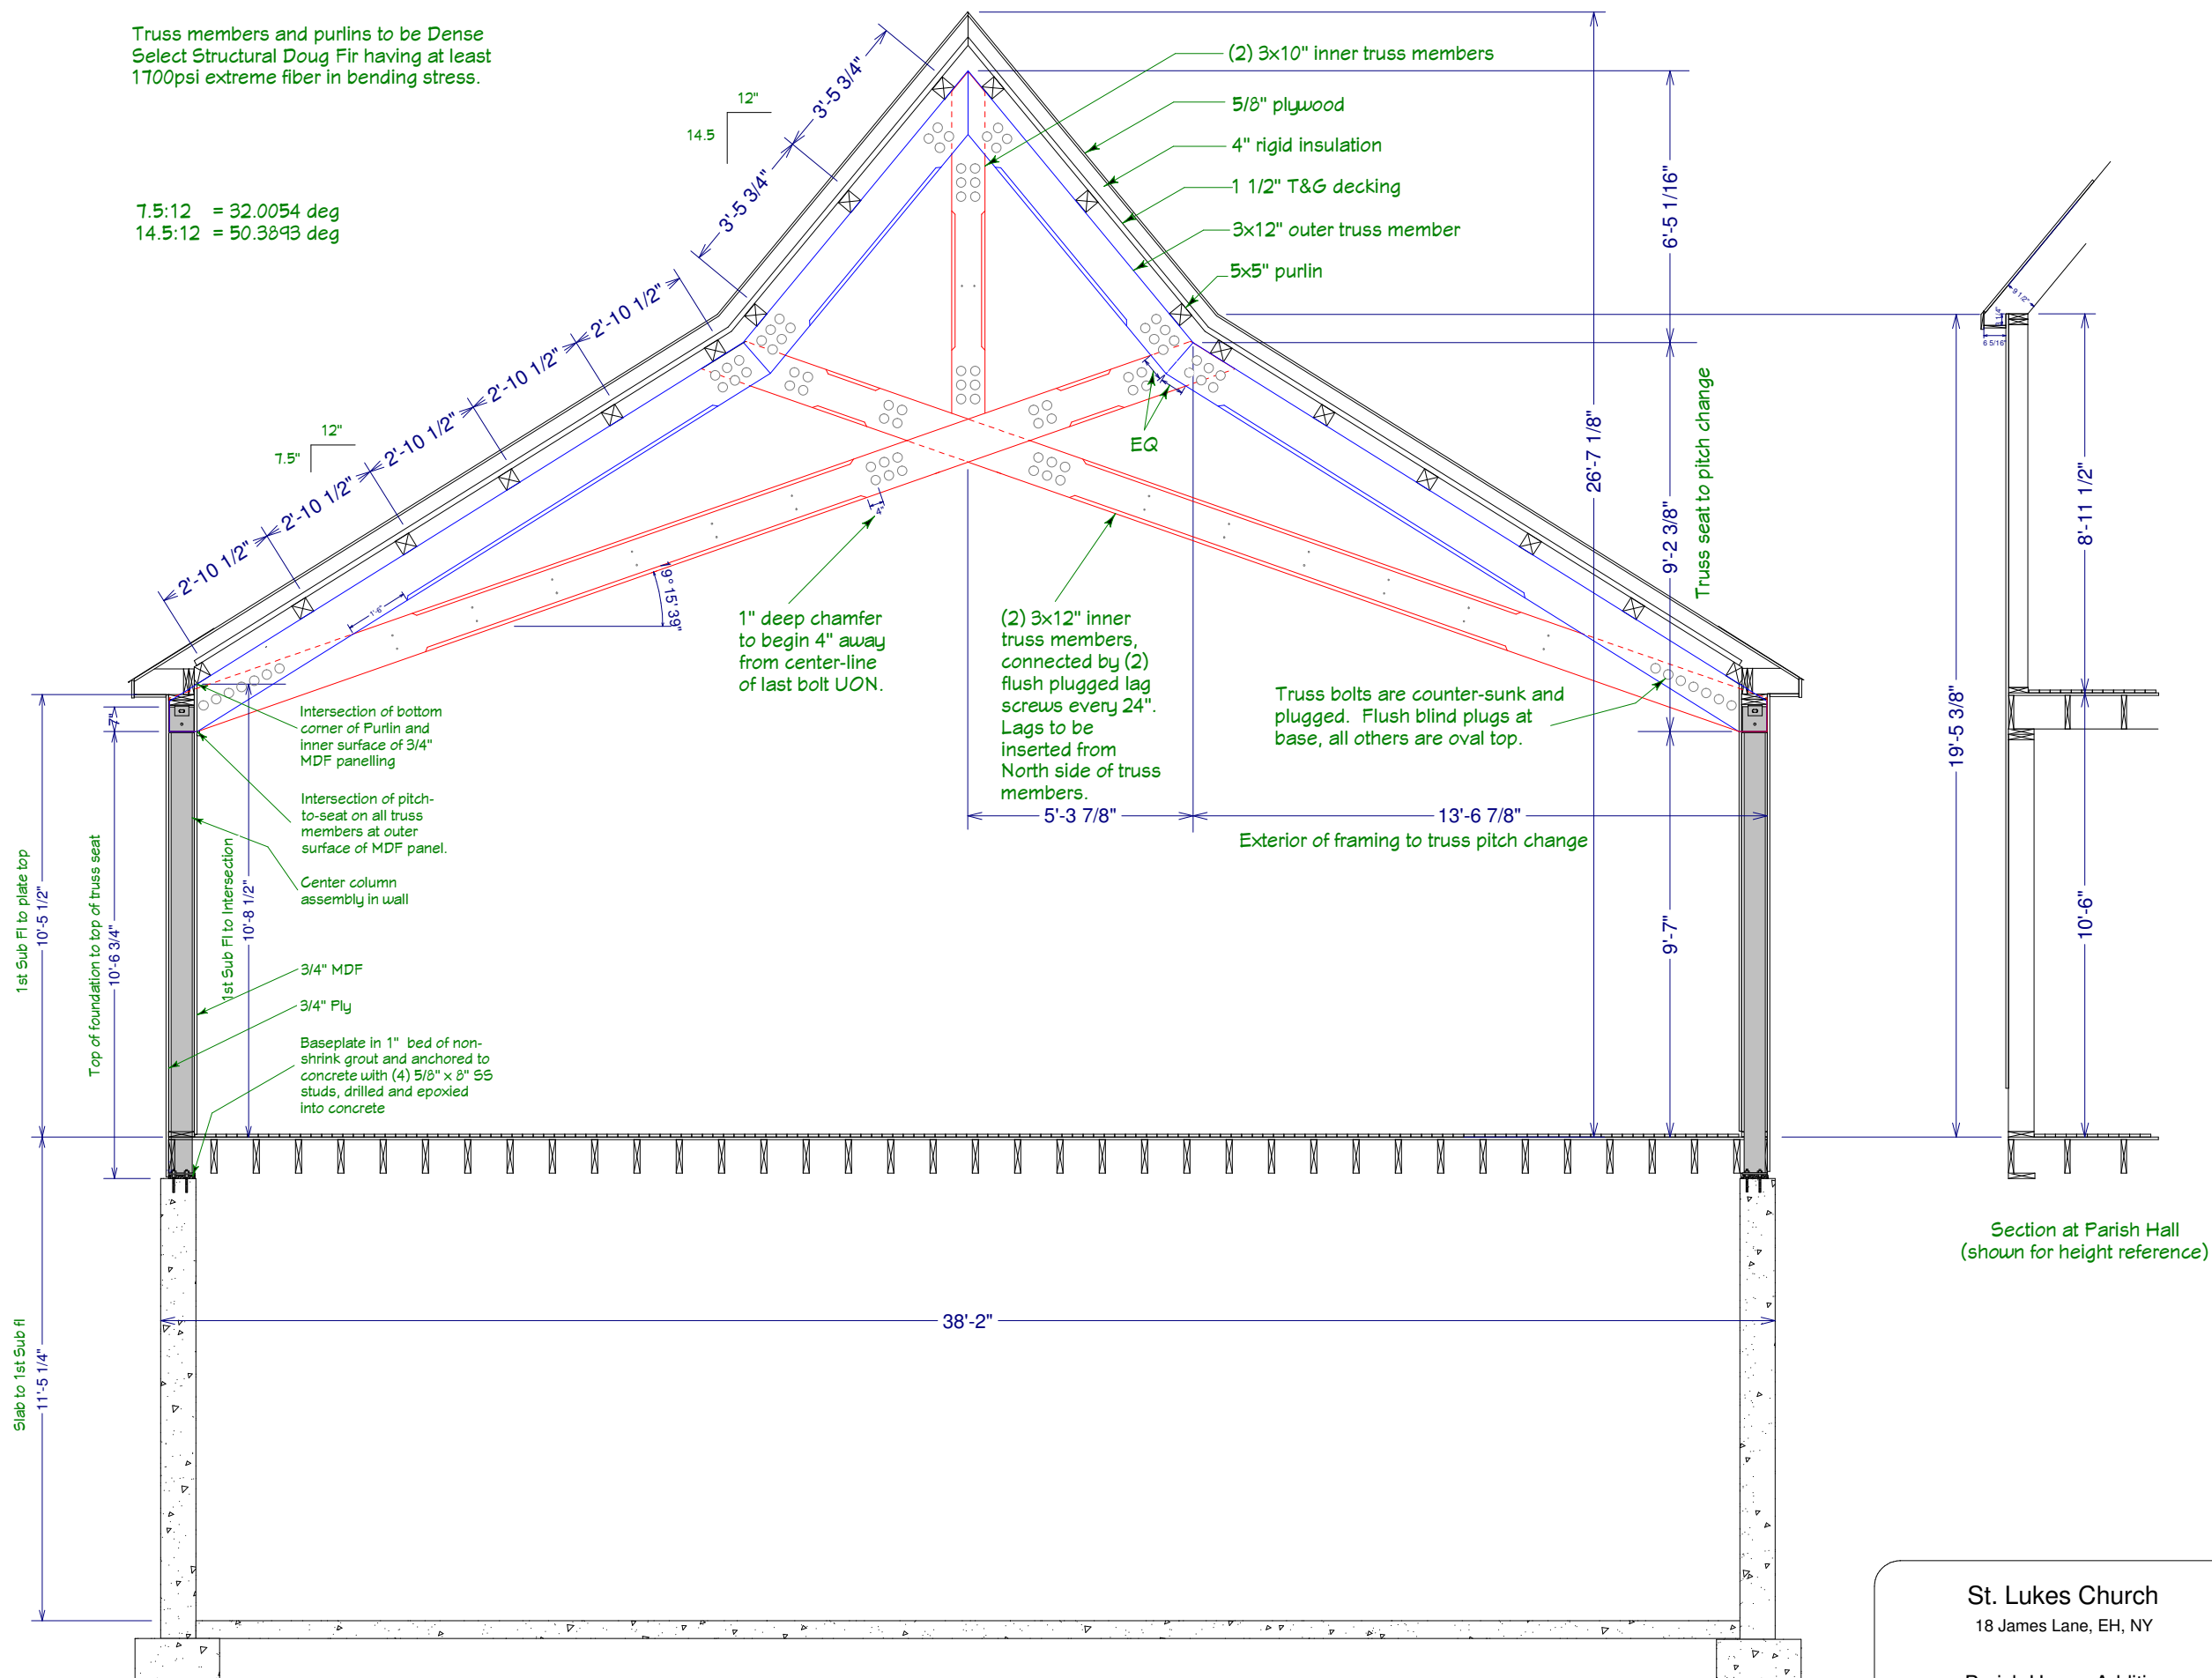 Truss members and purlins to be Dense
Select Structural Doug Fir having at least
1700psi extreme fiber in bending stress.
7.5:12 = 32.0054 deg
14.5:12 = 50.3893 deg
12"
14.5
3'-5 3/4"
3'-5 3/4"
12"
7.5"
2'-10 1/2"
2'-10 1/2"
2'-10 1/2"
2'-10 1/2"
2'-10 1/2"
(2) 3x10" inner truss members
5/8" plywood
4" rigid insulation
1 1/2" T&G decking
3x12" outer truss member
5x5" purlin
6'-5 1/16"
26'-7 1/8"
9'-2 3/8"
Truss seat to pitch change
9'-7"
EQ
4"
1'-6"
19°15'39"
1" deep chamfer
to begin 4" away
from center-line
of last bolt UON.
(2) 3x12" inner
truss members,
connected by (2)
flush plugged lag
screws every 24".
Lags to be
inserted from
North side of truss
members.
Truss bolts are counter-sunk and
plugged. Flush blind plugs at
base, all others are oval top.
5'-3 7/8"
13'-6 7/8"
Exterior of framing to truss pitch change
Intersection of bottom
corner of Purlin and
inner surface of 3/4"
MDF panelling
Intersection of pitch-
to-seat on all truss
members at outer
surface of MDF panel.
Center column
assembly in wall
3/4" MDF
3/4" Ply
Baseplate in 1" bed of non-
shrink grout and anchored to
concrete with (4) 5/8" x 8" SS
studs, drilled and epoxied
into concrete
7"
1st Sub Fl to plate top
10'-5 1/2"
Top of foundation to top of truss seat
10'-6 3/4"
1st Sub Fl to Intersection
10'-8 1/2"
Slab to 1st Sub fl
11'-5 1/4"
38'-2"
9 1/2"
6 5/16"
19'-5 3/8"
8'-11 1/2"
10'-6"
Section at Parish Hall
(shown for height reference)
St. Lukes Church
18 James Lane, EH, NY